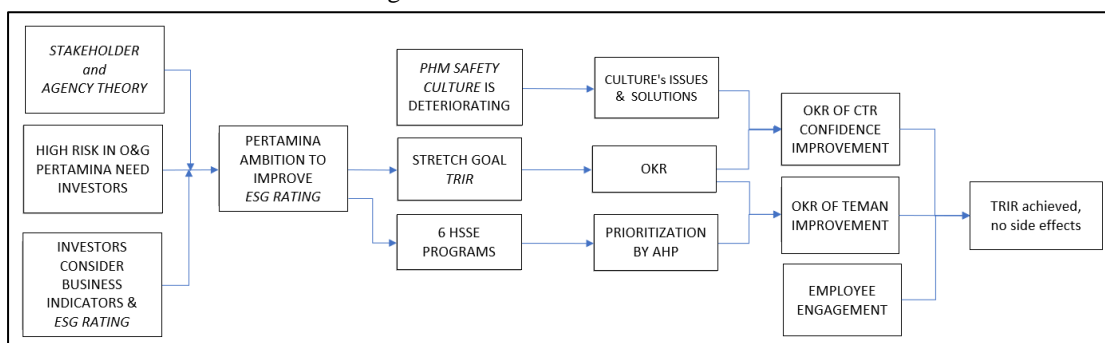 STAKEHOLDER
and
AGENCY THEORY
HIGH RISK IN O&G
PERTAMINA NEED
INVESTORS
INVESTORS
CONSIDER
BUSINESS
INDICATORS &
ESG RATING
PERTAMINA
AMBITION TO
IMPROVE
ESG RATING
PHM SAFETY
CULTURE IS
DETERIORATING
STRETCH GOAL
TRIR
6 HSSE
PROGRAMS
CULTURE's ISSUES
& SOLUTIONS
OKR
PRIORITIZATION
BY AHP
OKR OF CTR
CONFIDENCE
IMPROVEMENT
OKR OF TEMAN
IMPROVEMENT
EMPLOYEE
ENGAGEMENT
TRIR achieved,
no side effects